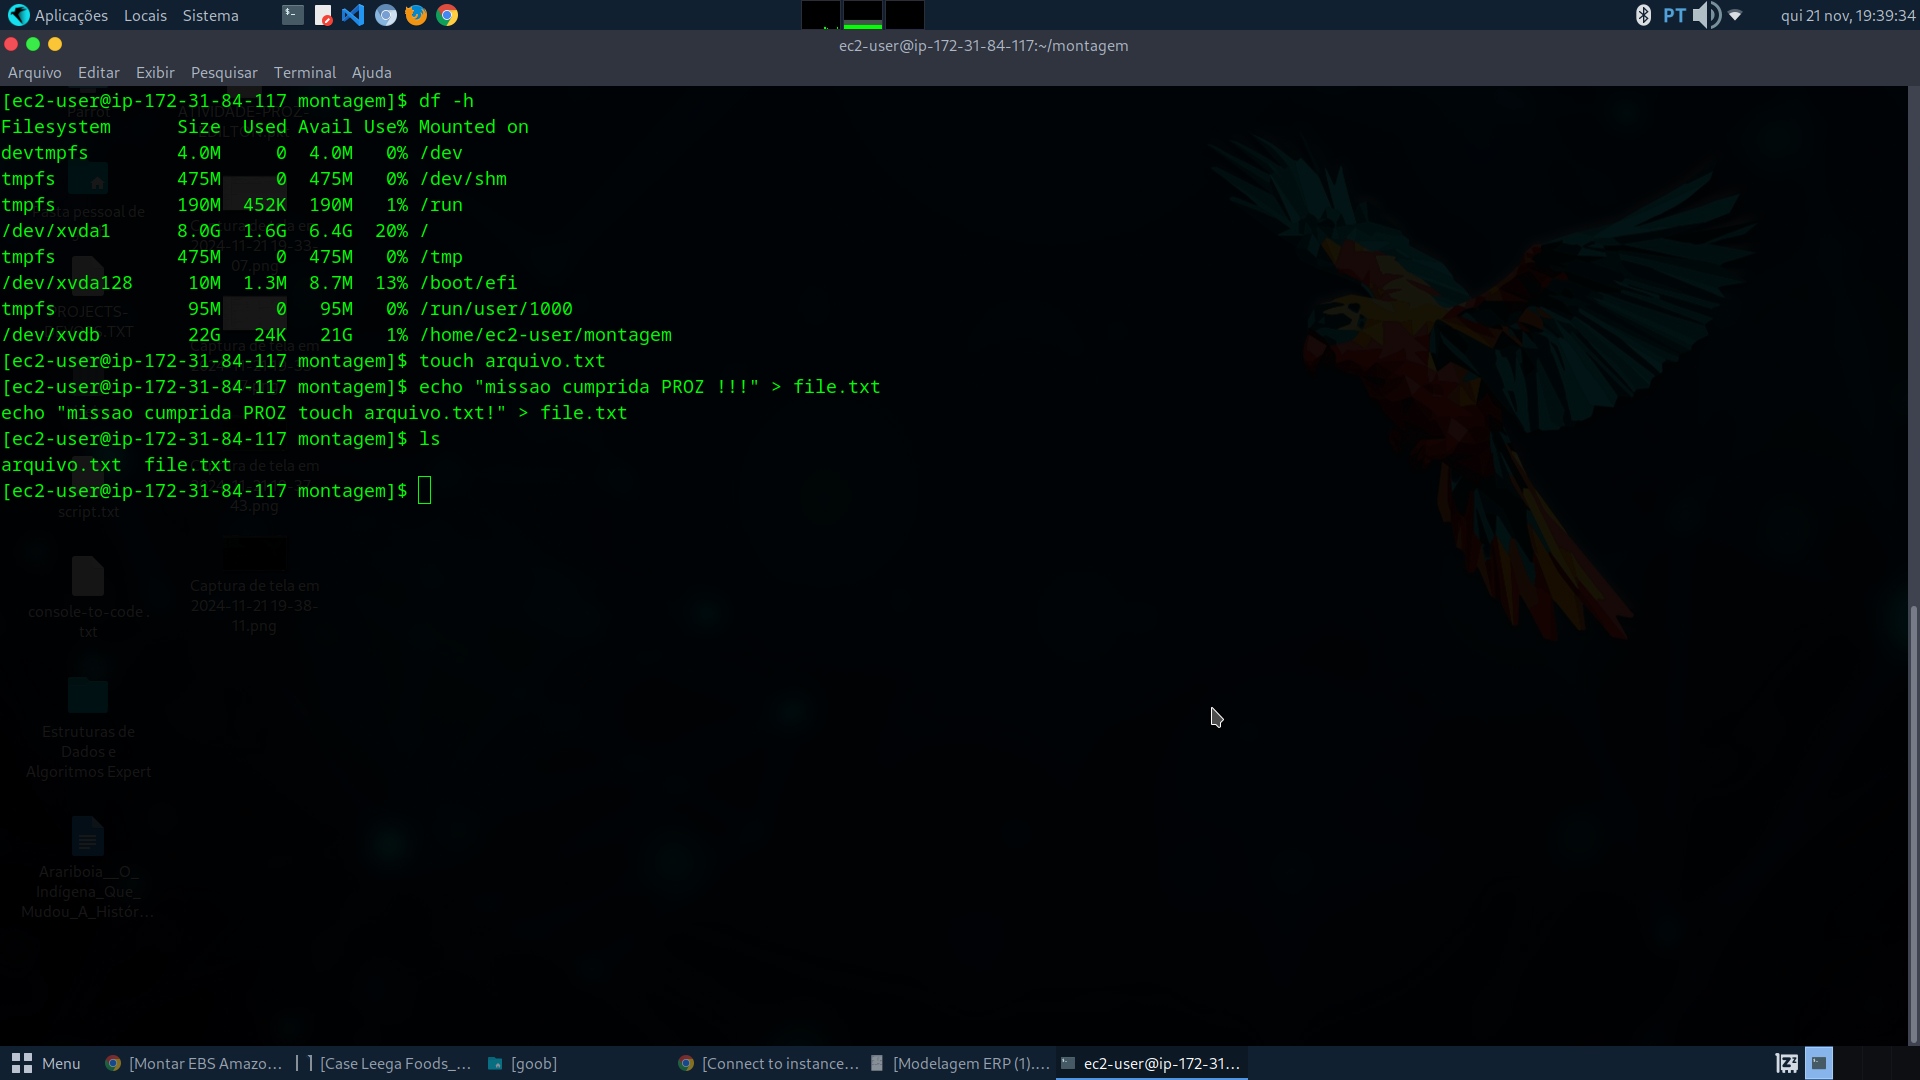 Aplicações Locais Sistema PT qui 21 nov, 19:39:34
ec2-user@ip-172-31-84-117:~/montagem
Arquivo Editar Exibir Pesquisar Terminal Ajuda
[ec2-user@ip-172-31-84-117 montagem]$ df -h
Filesystem Size Used Avail Use% Mounted on
devtmpfs 4.0M 0 4.0M 0% /dev
tmpfs 475M 0 475M 0% /dev/shm
tmpfs 190M 452K 190M 1% /run
/dev/xvda1 8.0G 1.6G 6.4G 20% /
tmpfs 475M 0 475M 0% /tmp
/dev/xvda128 10M 1.3M 8.7M 13% /boot/efi
tmpfs 95M 0 95M 0% /run/user/1000
/dev/xvdb 22G 24K 21G 1% /home/ec2-user/montagem
[ec2-user@ip-172-31-84-117 montagem]$ touch arquivo.txt
[ec2-user@ip-172-31-84-117 montagem]$ echo "missao cumprida PROZ !!!" > file.txt
echo "missao cumprida PROZ touch arquivo.txt!" > file.txt
[ec2-user@ip-172-31-84-117 montagem]$ ls
arquivo.txt file.txt
[ec2-user@ip-172-31-84-117 montagem]$
script.txt
console-to-code.
txt
Captura de tela em
2024-11-21 19-38-
11.png
Estruturas de
Dados e
Algoritmos Expert
Arariboia__O_
Indígena_Que_
Mudou_A_Histór...
Menu [Montar EBS Amazo... [Case Leega Foods_... [goob] [Connect to instance... [Modelagem ERP (1).... ec2-user@ip-172-31...